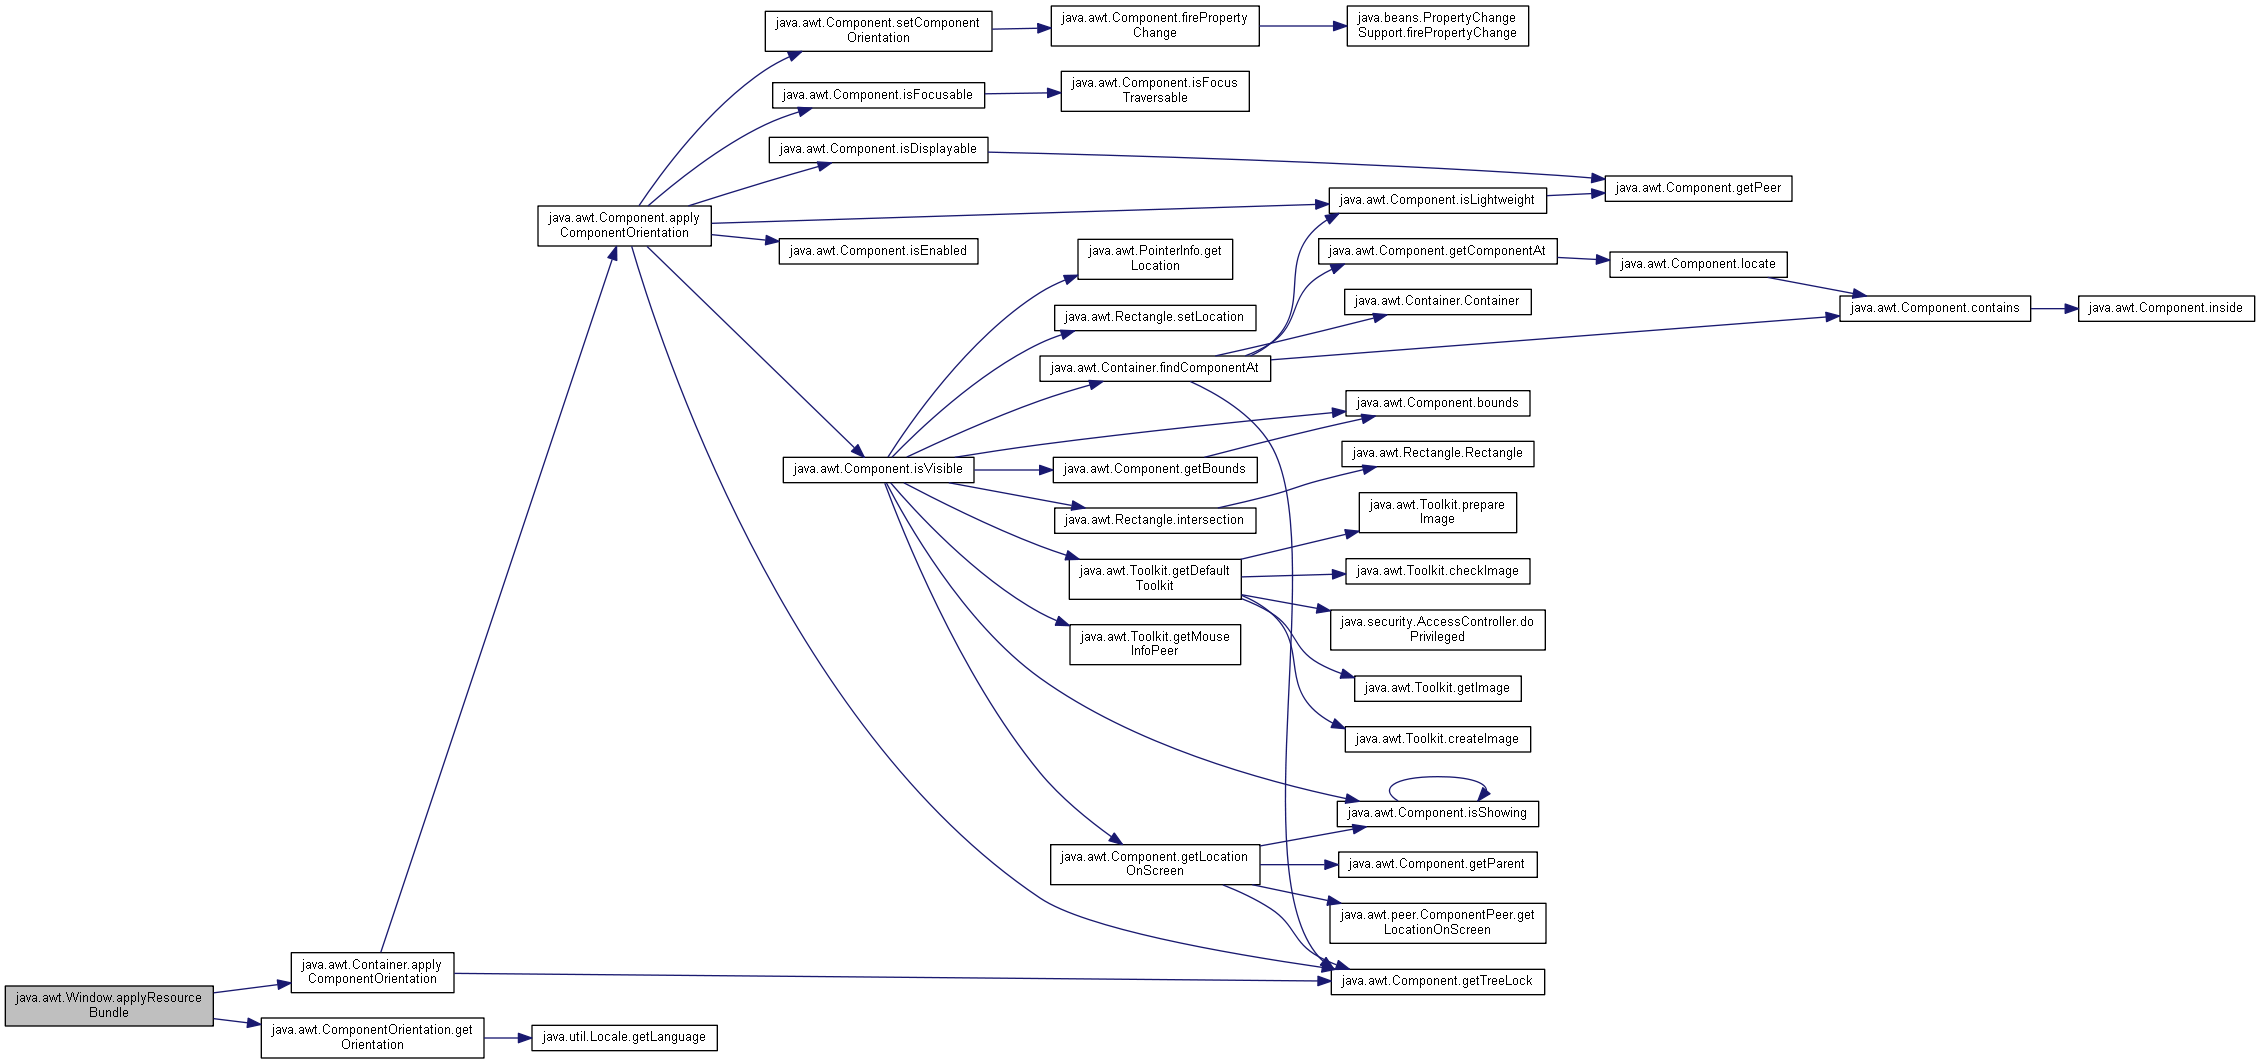 java.awt.Component.setComponent
Orientation
java.awt.Component.fireProperty
Change
java.beans.PropertyChange
Support.firePropertyChange
java.awt.Component.isFocusable
java.awt.Component.isFocus
Traversable
java.awt.Component.isDisplayable
java.awt.Component.getPeer
java.awt.Component.isLightweight
java.awt.Component.apply
ComponentOrientation
java.awt.Component.isEnabled
java.awt.PointerInfo.get
Location
java.awt.Component.getComponentAt
java.awt.Component.locate
java.awt.Container.Container
java.awt.Component.contains
java.awt.Component.inside
java.awt.Rectangle.setLocation
java.awt.Container.findComponentAt
java.awt.Component.bounds
java.awt.Rectangle.Rectangle
java.awt.Component.isVisible
java.awt.Component.getBounds
java.awt.Toolkit.prepare
Image
java.awt.Rectangle.intersection
java.awt.Toolkit.getDefault
Toolkit
java.awt.Toolkit.checkImage
java.security.AccessController.do
Privileged
java.awt.Toolkit.getMouse
InfoPeer
java.awt.Toolkit.getImage
java.awt.Toolkit.createImage
java.awt.Component.isShowing
java.awt.Component.getLocation
OnScreen
java.awt.Component.getParent
java.awt.peer.ComponentPeer.get
LocationOnScreen
java.awt.Container.apply
ComponentOrientation
java.awt.Component.getTreeLock
java.awt.Window.applyResource
Bundle
java.awt.ComponentOrientation.get
Orientation
java.util.Locale.getLanguage